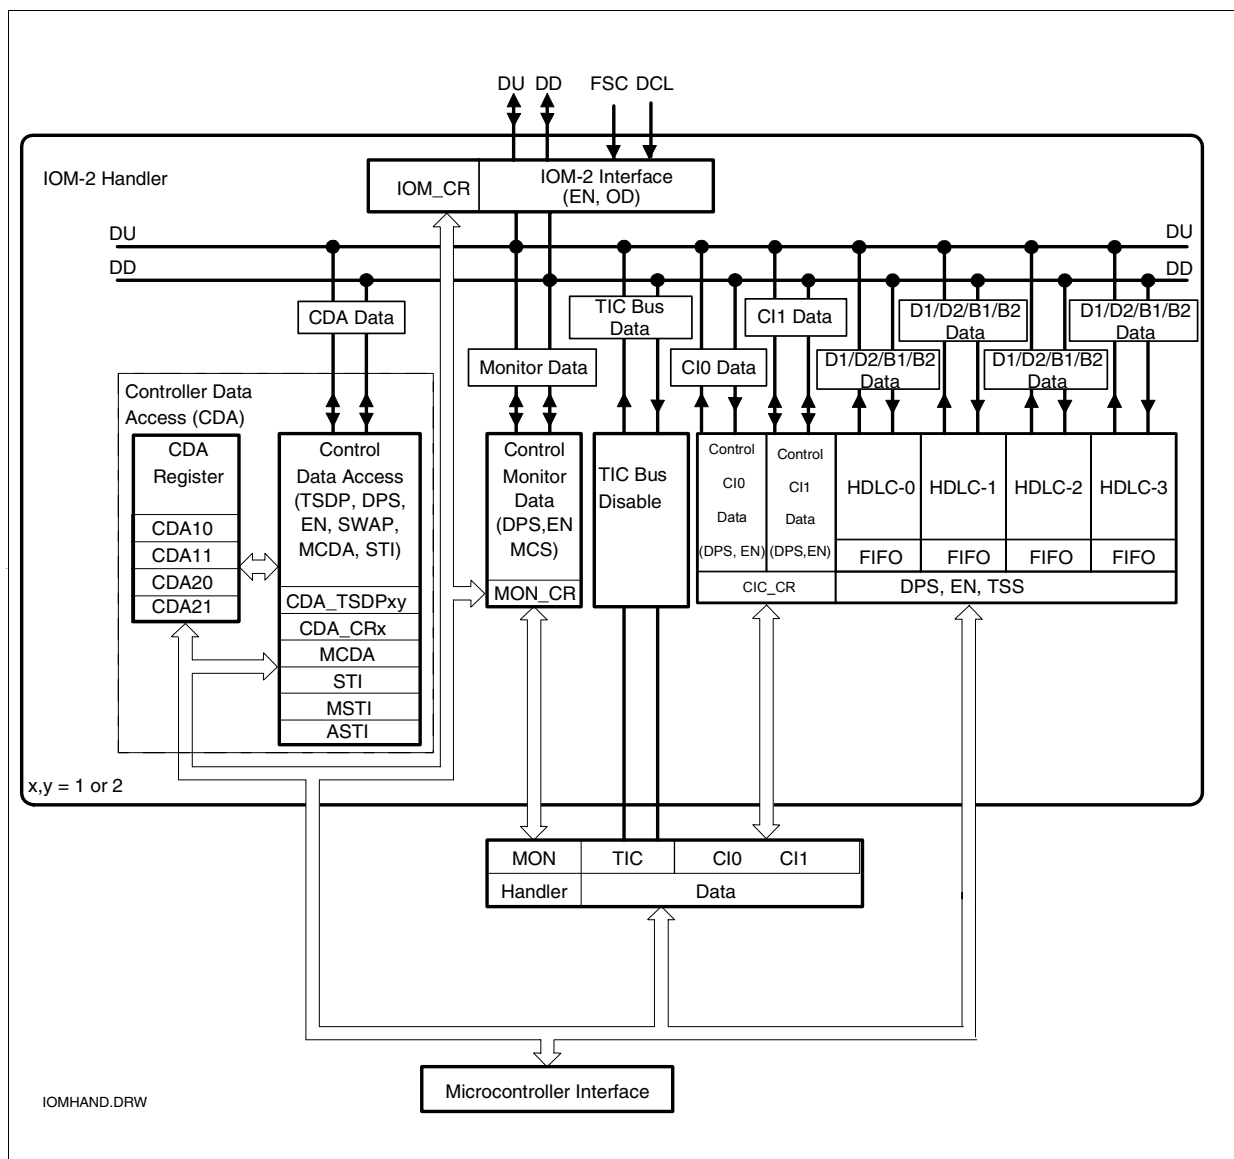 DU DD FSC DCL
IOM-2 Handler
IOM_CR
IOM-2 Interface
(EN, OD)
DU
DU
DD
DD
CDA Data
TIC Bus
Data
CI1 Data
D1/D2/B1/B2
Data
D1/D2/B1/B2
Data
Monitor Data
CI0 Data
D1/D2/B1/B2
Data
D1/D2/B1/B2
Data
Controller Data
Access (CDA)
CDA
Register
CDA10
CDA11
CDA20
CDA21
Control
Data Access
(TSDP, DPS,
EN, SWAP,
MCDA, STI)
CDA_TSDPxy
CDA_CRx
MCDA
STI
MSTI
ASTI
Control
Monitor
Data
(DPS,EN
MCS)
MON_CR
TIC Bus
Disable
Control
CI0
Data
(DPS, EN)
Control
CI1
Data
(DPS,EN)
CIC_CR
HDLC-0
HDLC-1
HDLC-2
HDLC-3
FIFO
FIFO
FIFO
FIFO
DPS, EN, TSS
x,y = 1 or 2
MON
TIC
CI0 CI1
Handler
Data
Microcontroller Interface
IOMHAND.DRW